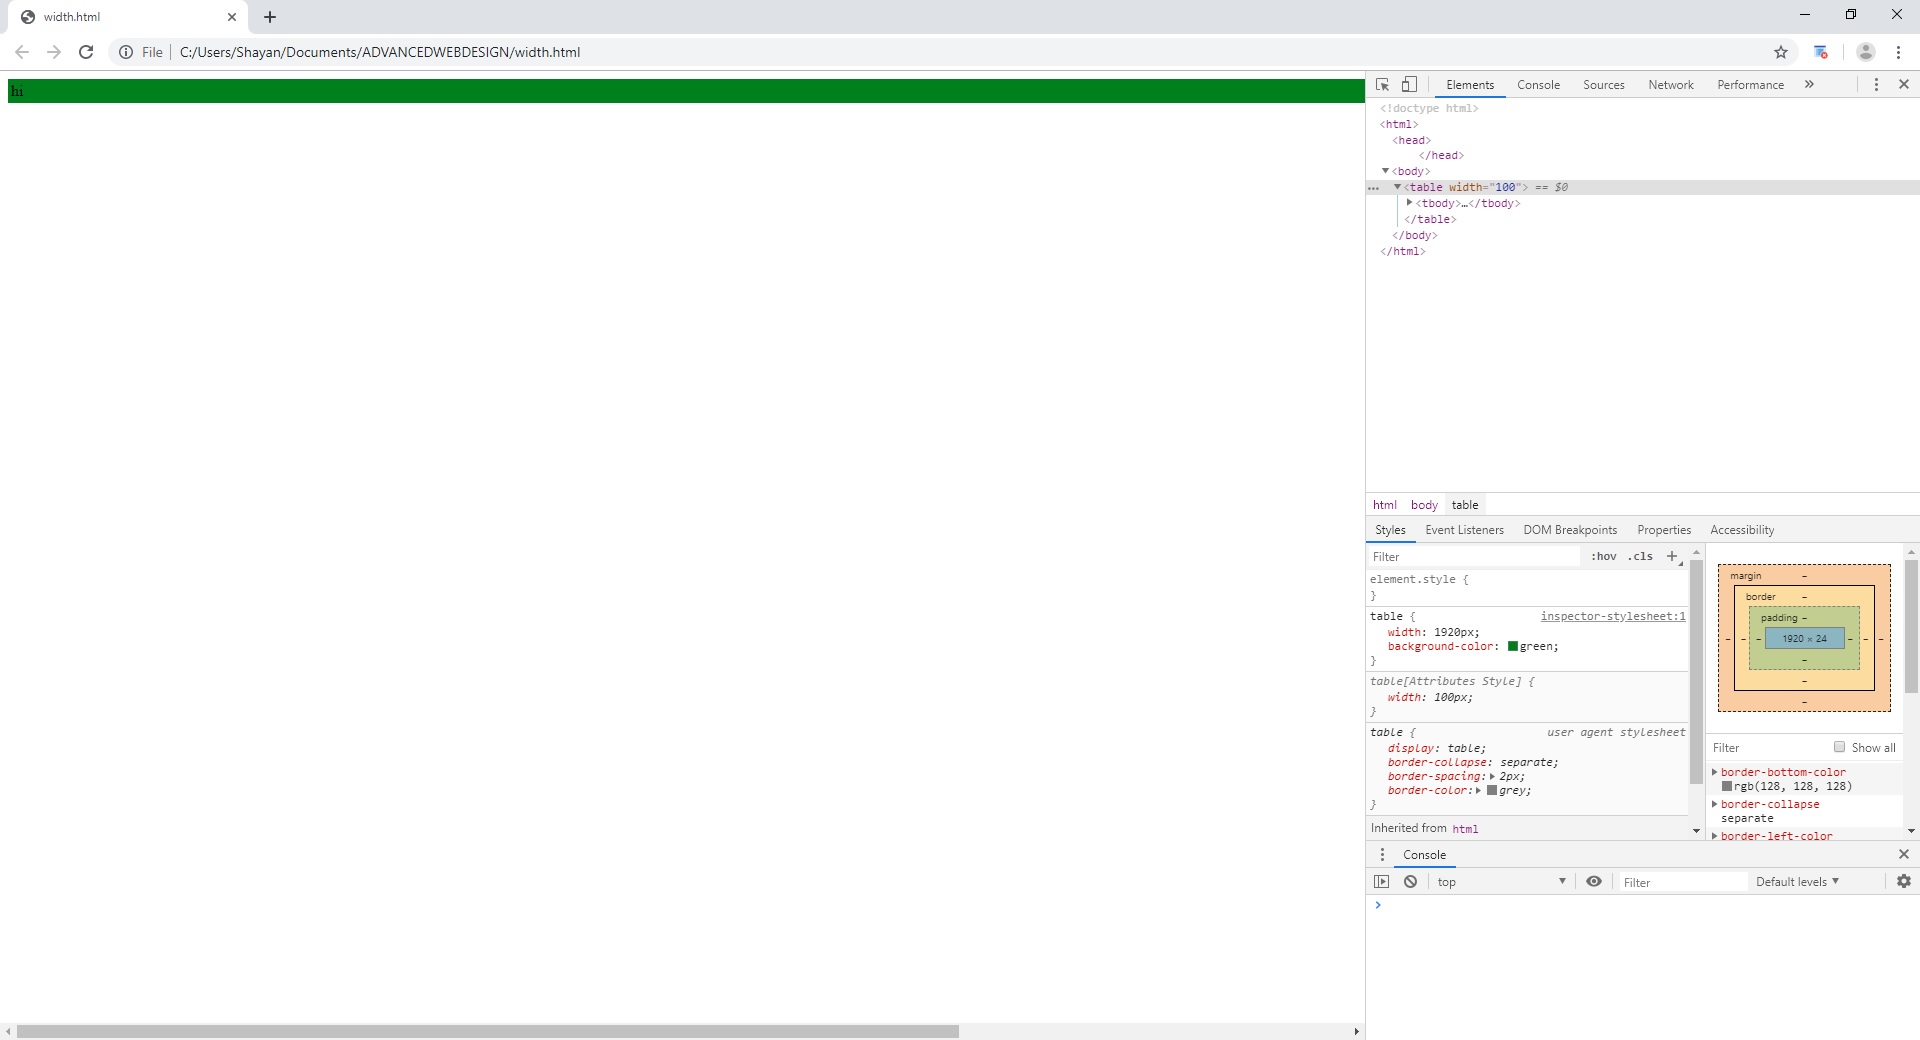 width.html
File C:/Users/Shayan/Documents/ADVANCEDWEBDESIGN/width.html
hi
Elements Console Sources Network Performance »
<!doctype html>
<html>
<head>
</head>
<body>
... <table width="100"> == $0
<tbody>…</tbody>
</table>
</body>
</html>
html body table
Styles Event Listeners DOM Breakpoints Properties Accessibility
Filter :hov .cls +
element.style {
}
table { inspector-stylesheet:1
width: 1920px;
background-color: green;
}
table[Attributes Style] {
width: 100px;
}
table { user agent stylesheet
display: table;
border-collapse: separate;
border-spacing: 2px;
border-color: grey;
}
Inherited from html
margin –
border –
padding –
– – – 1920 × 24 – – –
–
–
–
Filter Show all
border-bottom-color
rgb(128, 128, 128)
border-collapse
separate
border-left-color
Console
top Filter Default levels
>